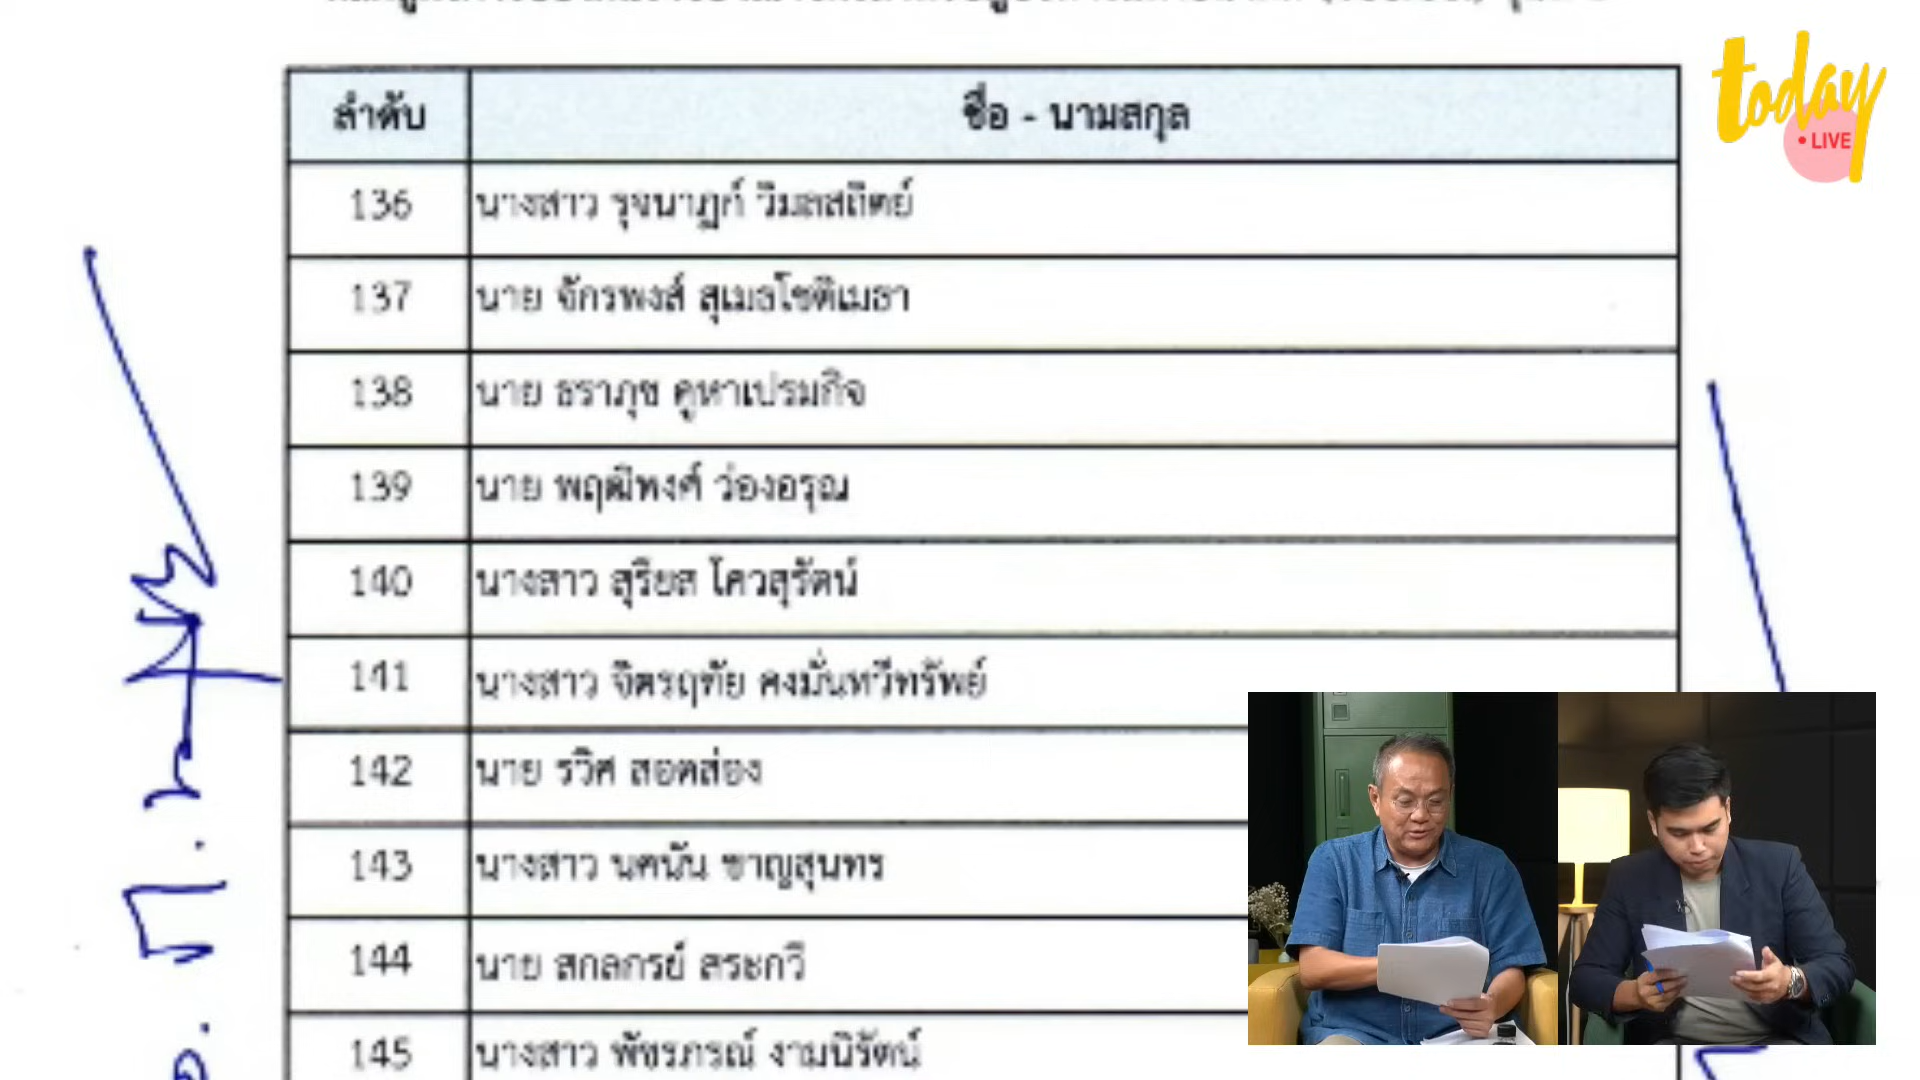 today
• LIVE
ลำดับ ชื่อ - นามสกุล
136 นางสาว รุจนาฏก์ วิมลสถิตย์
137 นาย จักรพงส์ สุเมธโชติเมธา
138 นาย ธราภุช คูหาเปรมกิจ
139 นาย พฤฒิพงศ์ ว่องอรุณ
140 นางสาว สุริยส โควสุรัตน์
141 นางสาว จิตรฤทัย คงมั่นทวีทรัพย์
142 นาย รวิศ สอดส่อง
143 นางสาว นคนัน ชาญสุนทร
144 นาย สกลกรย์ สระกวี
145 นางสาว พัชรภรณ์ งามนิรัตน์